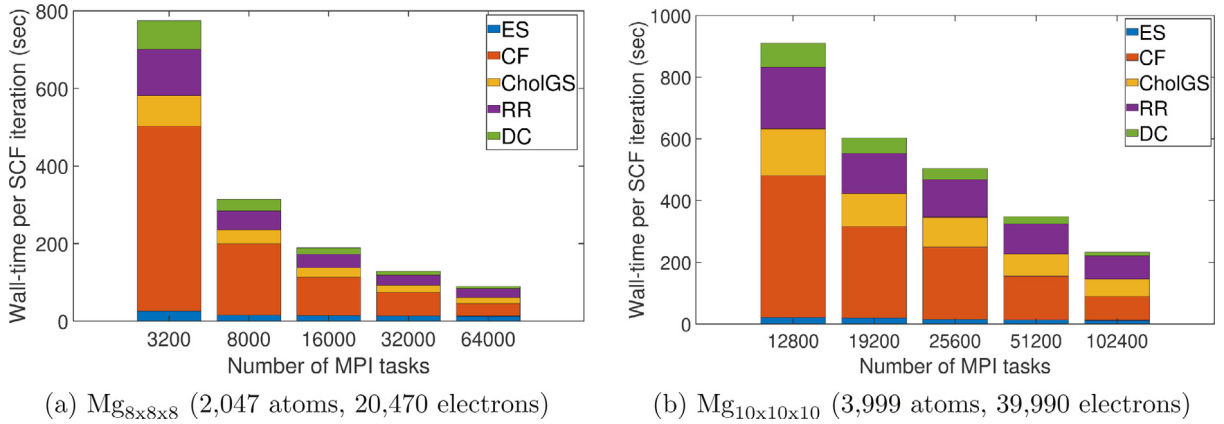 Wall-time per SCF iteration (sec)
800
600
400
200
0
ES
CF
CholGS
RR
DC
3200 8000 16000 32000 64000
Number of MPI tasks
(a) Mg8x8x8 (2,047 atoms, 20,470 electrons)
Wall-time per SCF iteration (sec)
1000
800
600
400
200
0
ES
CF
CholGS
RR
DC
12800 19200 25600 51200 102400
Number of MPI tasks
(b) Mg10x10x10 (3,999 atoms, 39,990 electrons)